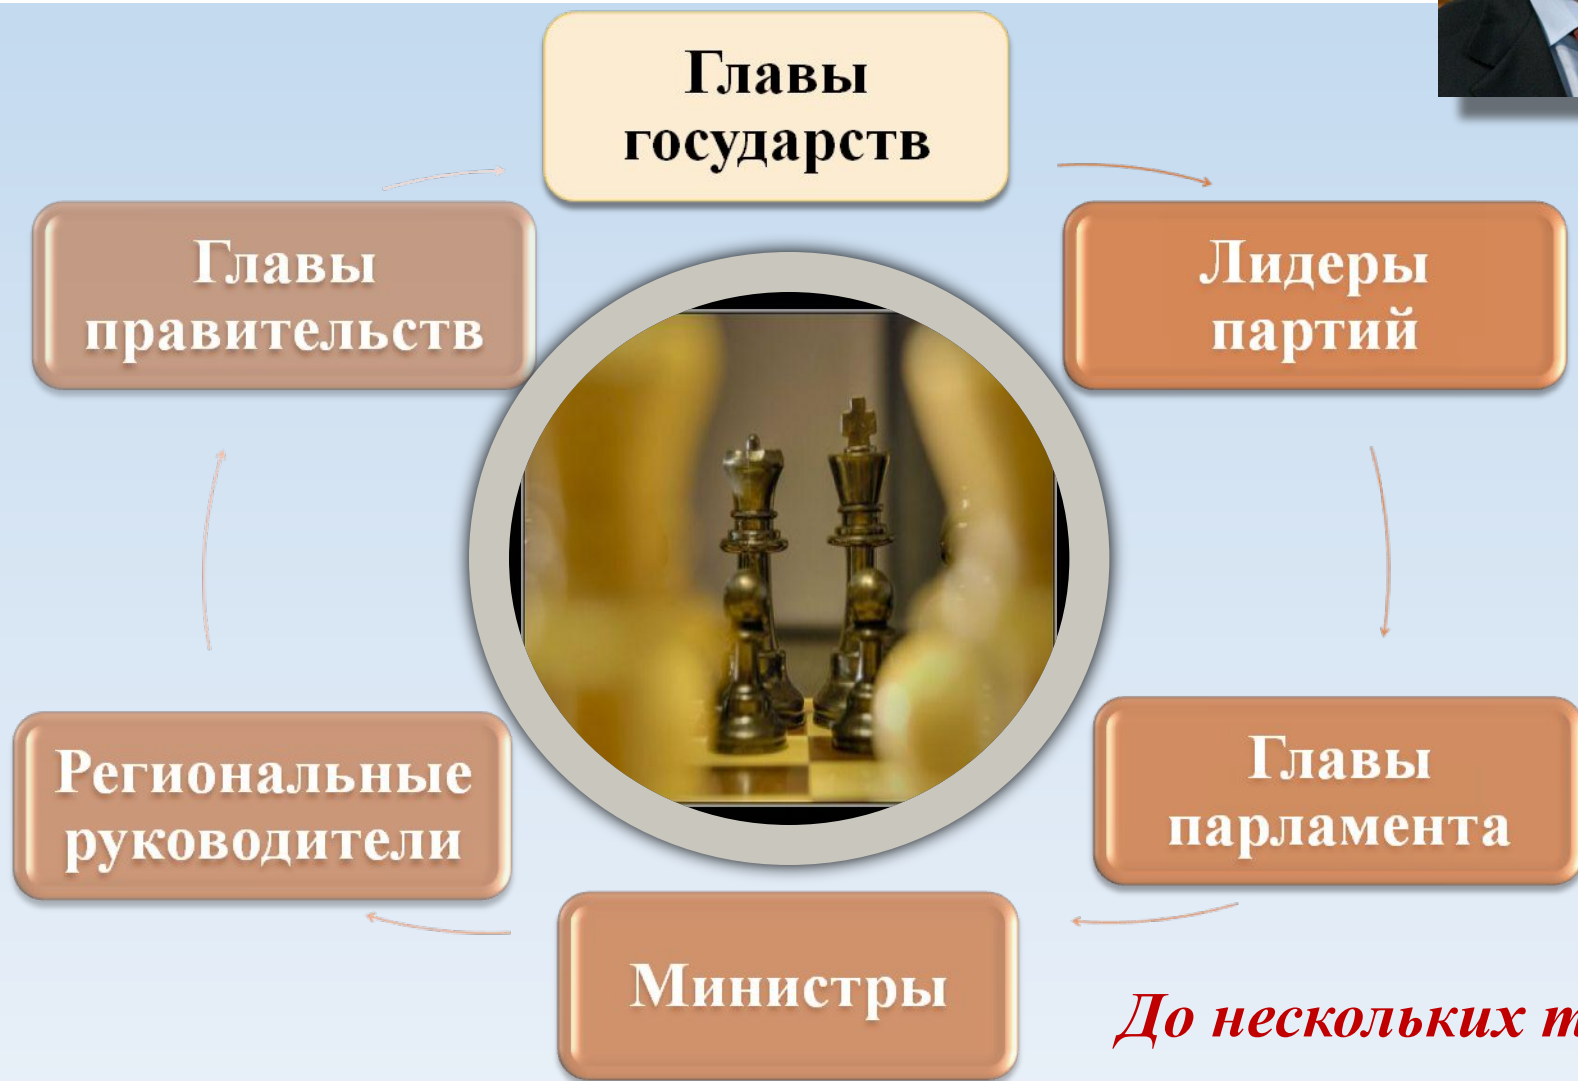 Главы
государств
Главы
правительств
Лидеры
партий
Региональные
руководители
Главы
парламента
Министры
До нескольких